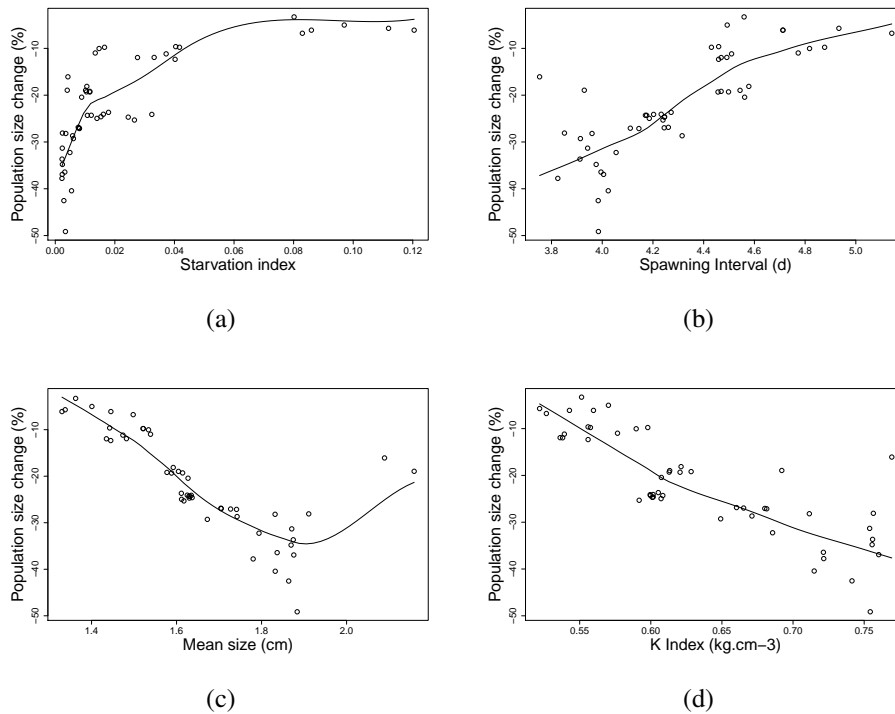 Population size change (%)
-10
-20
-30
-40
-50
0.00 0.02 0.04 0.06 0.08 0.10 0.12
Starvation index
(a)
Population size change (%)
-10
-20
-30
-40
-50
3.8 4.0 4.2 4.4 4.6 4.8 5.0
Spawning Interval (d)
(b)
Population size change (%)
-10
-20
-30
-40
-50
1.4 1.6 1.8 2.0
Mean size (cm)
(c)
Population size change (%)
-10
-20
-30
-40
-50
0.55 0.60 0.65 0.70 0.75
K Index (kg.cm−3)
(d)